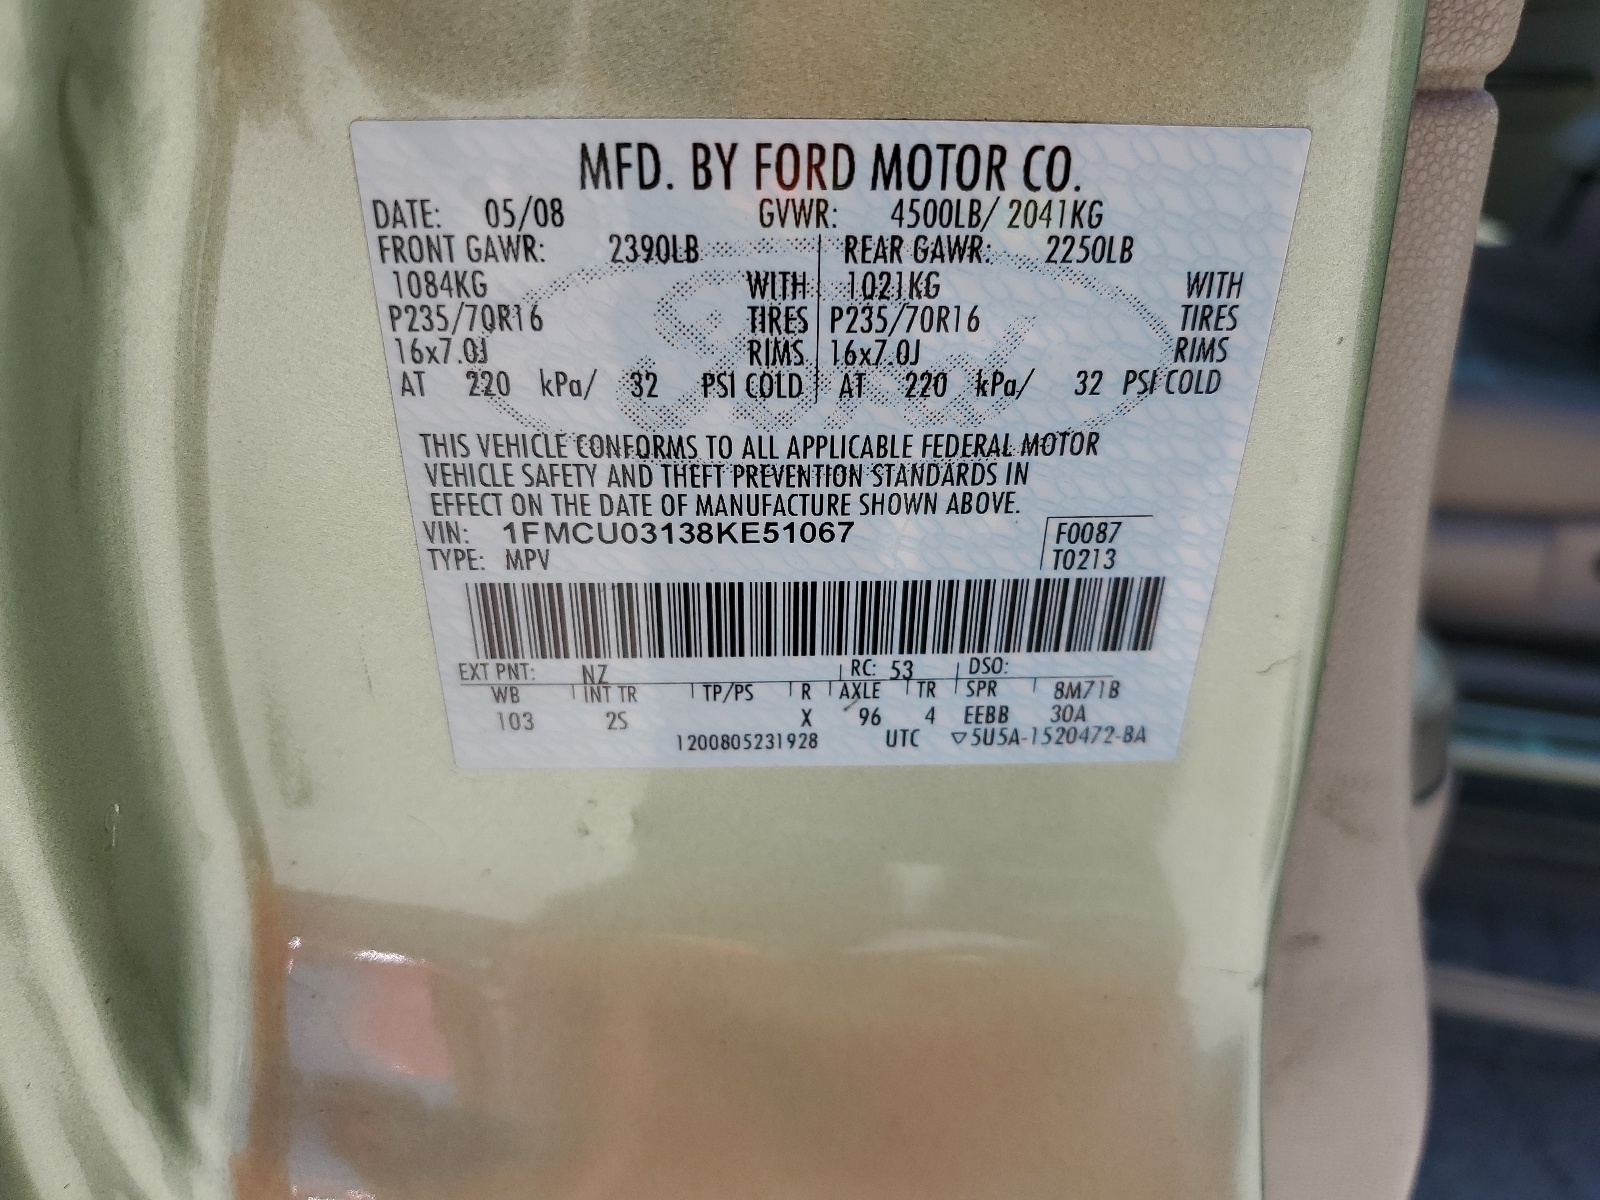 MFD. BY FORD MOTOR CO.
DATE: 05/08 GVWR: 4500LB/ 2041KG
FRONT GAWR: 2390LB REAR GAWR: 2250LB
1084KG WITH 1021KG WITH
P235/70R16 TIRES P235/70R16 TIRES
16x7.0J RIMS 16x7.0J RIMS
AT 220 kPa/ 32 PSI COLD AT 220 kPa/ 32 PSI COLD
THIS VEHICLE CONFORMS TO ALL APPLICABLE FEDERAL MOTOR
VEHICLE SAFETY AND THEFT PREVENTION STANDARDS IN
EFFECT ON THE DATE OF MANUFACTURE SHOWN ABOVE.
VIN: 1FMCU03138KE51067 F0087
TYPE: MPV T0213
EXT PNT: NZ RC: 53 DSO:
WB INT TR TP/PS R AXLE TR SPR 8M71B
103 2S X 96 4 EEBB 30A
1200805231928 UTC ▽5U5A-1520472-BA